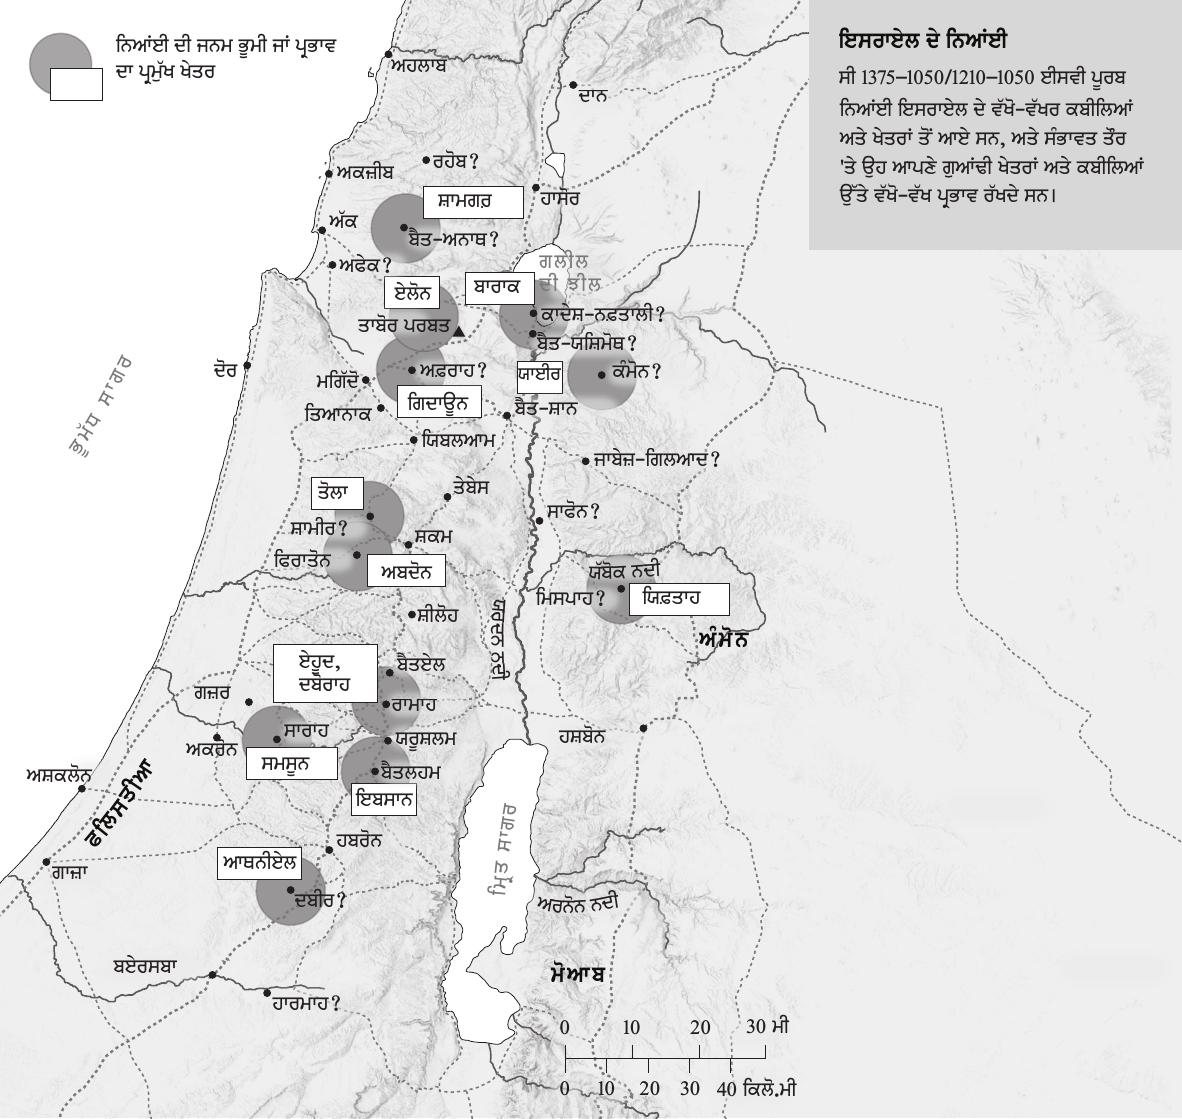 ਨਿਆਂਈ ਦੀ ਜਨਮ ਭੂਮੀ ਜਾਂ ਪ੍ਰਭਾਵ
ਦਾ ਪ੍ਰਮੁੱਖ ਖੇਤਰ
ਇਸਰਾਏਲ ਦੇ ਨਿਆਂਈ
ਸੀ 1375–1050/1210–1050 ਈਸਵੀ ਪੂਰਬ
ਨਿਆਂਈ ਇਸਰਾਏਲ ਦੇ ਵੱਖੋ-ਵੱਖਰ ਕਬੀਲਿਆਂ
ਅਤੇ ਖੇਤਰਾਂ ਤੋਂ ਆਏ ਸਨ, ਅਤੇ ਸੰਭਾਵਤ ਤੌਰ
'ਤੇ ਉਹ ਆਪਣੇ ਗੁਆਂਢੀ ਖੇਤਰਾਂ ਅਤੇ ਕਬੀਲਿਆਂ
ਉੱਤੇ ਵੱਖੋ-ਵੱਖ ਪ੍ਰਭਾਵ ਰੱਖਦੇ ਸਨ।
ਅਹਲਾਬ
ਦਾਨ
ਰਹੋਬ?
ਅਕਜ਼ੀਬ
ਸ਼ਾਮਗਰ
ਹਾਸੋਰ
ਅੱਕ
ਬੈਤ-ਅਨਾਥ?
ਅਫੇਕ?
ਗਲੀਲ
ਦੀ ਝੀਲ
ਏਲੋਨ
ਬਾਰਾਕ
ਕਾਦੇਸ਼-ਨਫਤਾਲੀ?
ਤਾਬੋਰ ਪਰਬਤ
ਬੈਤ-ਯਸ਼ਿਮੋਥ?
ਦੋਰ
ਅਫ਼ਰਾਹ?
ਯਾਈਰ
ਕੰਮੋਨ?
ਮਗਿੱਦੋ
ਗਿਦਾਊਨ
ਤਿਆਨਾਕ
ਬੈਤ-ਸ਼ਾਨ
ਭੂਮੱਧ ਸਾਗਰ
ਯਿਬਲਆਮ
ਜਾਬੇਜ਼-ਗਿਲਆਦ?
ਤੋਲਾ
ਤੇਬੇਸ
ਸ਼ਾਮੀਰ?
ਸਾਫੋਨ?
ਸ਼ਕਮ
ਫਿਰਾਤੋਨ
ਅਬਦੋਨ
ਯੱਬੋਕ ਨਦੀ
ਮਿਸਪਾਹ?
ਯਿਫ਼ਤਾਹ
ਸ਼ੀਲੋਹ
ਯਰਦਨ ਨਦੀ
ਅੰਮੋਨ
ਏਹੂਦ,
ਦਬੋਰਾਹ
ਬੈਤਏਲ
ਗਜ਼ਰ
ਰਾਮਾਹ
ਸਾਰਾਹ
ਅਕਰੋਨ
ਯਰੂਸ਼ਲਮ
ਹਸ਼ਬੋਨ
ਸਮਸੂਨ
ਬੈਤਲਹਮ
ਅਸ਼ਕਲੋਨ
ਇਬਸਾਨ
ਫਲਿਸਤੀਆ
ਹਬਰੋਨ
ਮ੍ਰਿਤ ਸਾਗਰ
ਗਾਜ਼ਾ
ਆਥਨੀਏਲ
ਦਬੀਰ?
ਅਰਨੋਨ ਨਦੀ
ਬਏਰਸਬਾ
ਮੋਆਬ
ਹਾਰਮਾਹ?
0 10 20 30 ਮੀ
0 10 20 30 40 ਕਿਲੋ.ਮੀ